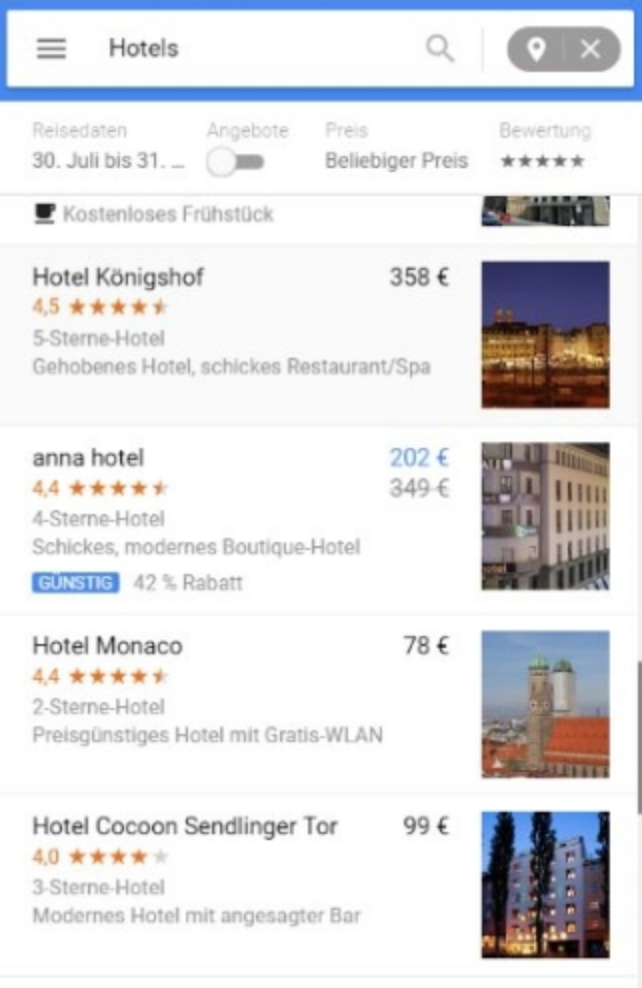 Hotels
Reisedaten Angebote Preis Bewertung
30. Juli bis 31. ... Beliebiger Preis ★★★★★
Kostenloses Frühstück
Hotel Königshof 358 €
4,5
5-Sterne-Hotel
Gehobenes Hotel, schickes Restaurant/Spa
anna hotel 202 €
4,4 349 €
4-Sterne-Hotel
Schickes, modernes Boutique-Hotel
GÜNSTIG 42 % Rabatt
Hotel Monaco 78 €
4,4
2-Sterne-Hotel
Preisgünstiges Hotel mit Gratis-WLAN
Hotel Cocoon Sendlinger Tor 99 €
4,0
3-Sterne-Hotel
Modernes Hotel mit angesagter Bar